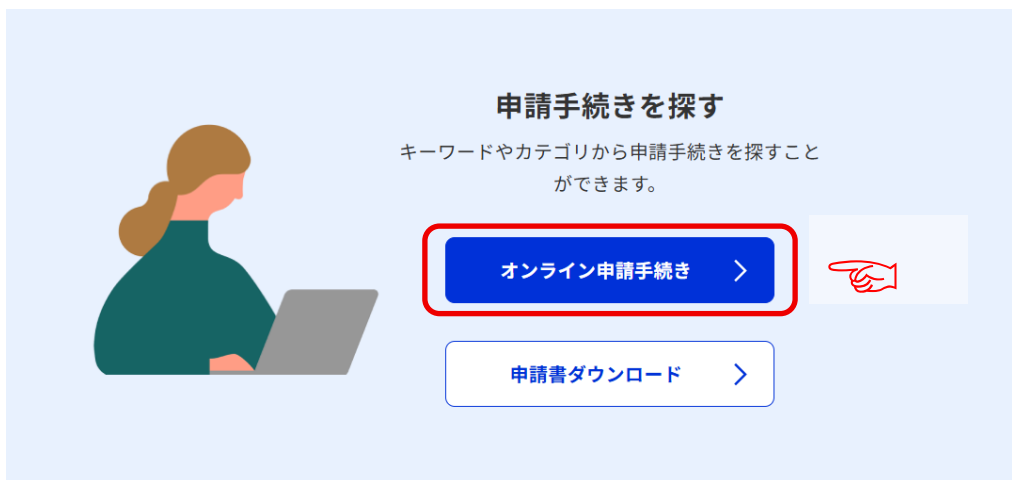 申請手続きを探す
キーワードやカテゴリから申請手続きを探すこと
ができます。
オンライン申請手続き
申請書ダウンロード